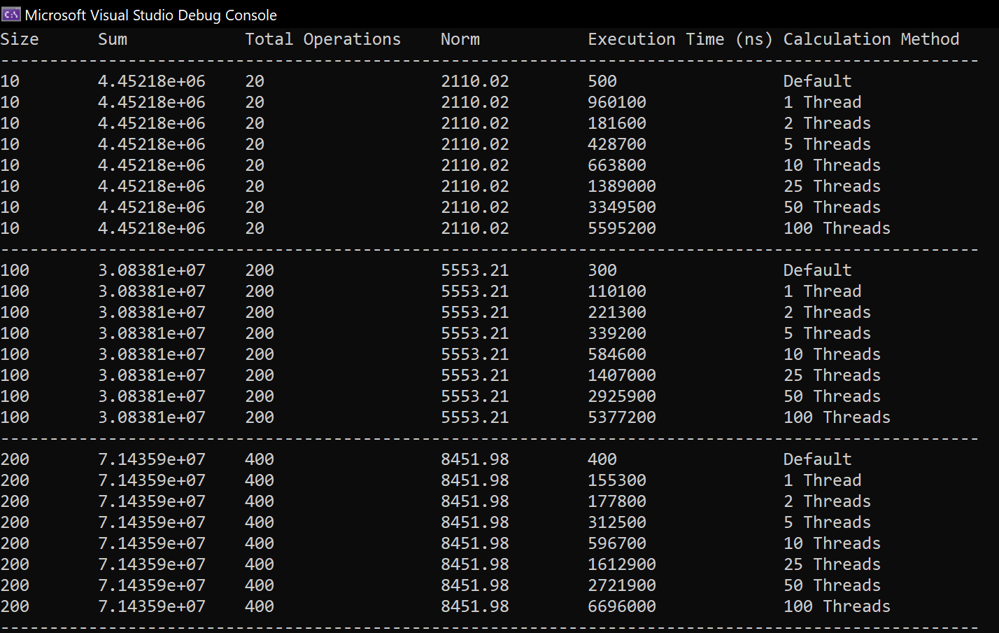 Microsoft Visual Studio Debug Console
Size Sum Total Operations Norm Execution Time (ns) Calculation Method
----------------------------------------------------------------------------------------------------
10 4.45218e+06 20 2110.02 500 Default
10 4.45218e+06 20 2110.02 960100 1 Thread
10 4.45218e+06 20 2110.02 181600 2 Threads
10 4.45218e+06 20 2110.02 428700 5 Threads
10 4.45218e+06 20 2110.02 663800 10 Threads
10 4.45218e+06 20 2110.02 1389000 25 Threads
10 4.45218e+06 20 2110.02 3349500 50 Threads
10 4.45218e+06 20 2110.02 5595200 100 Threads
----------------------------------------------------------------------------------------------------
100 3.08381e+07 200 5553.21 300 Default
100 3.08381e+07 200 5553.21 110100 1 Thread
100 3.08381e+07 200 5553.21 221300 2 Threads
100 3.08381e+07 200 5553.21 339200 5 Threads
100 3.08381e+07 200 5553.21 584600 10 Threads
100 3.08381e+07 200 5553.21 1407000 25 Threads
100 3.08381e+07 200 5553.21 2925900 50 Threads
100 3.08381e+07 200 5553.21 5377200 100 Threads
----------------------------------------------------------------------------------------------------
200 7.14359e+07 400 8451.98 400 Default
200 7.14359e+07 400 8451.98 155300 1 Thread
200 7.14359e+07 400 8451.98 177800 2 Threads
200 7.14359e+07 400 8451.98 312500 5 Threads
200 7.14359e+07 400 8451.98 596700 10 Threads
200 7.14359e+07 400 8451.98 1612900 25 Threads
200 7.14359e+07 400 8451.98 2721900 50 Threads
200 7.14359e+07 400 8451.98 6696000 100 Threads
----------------------------------------------------------------------------------------------------